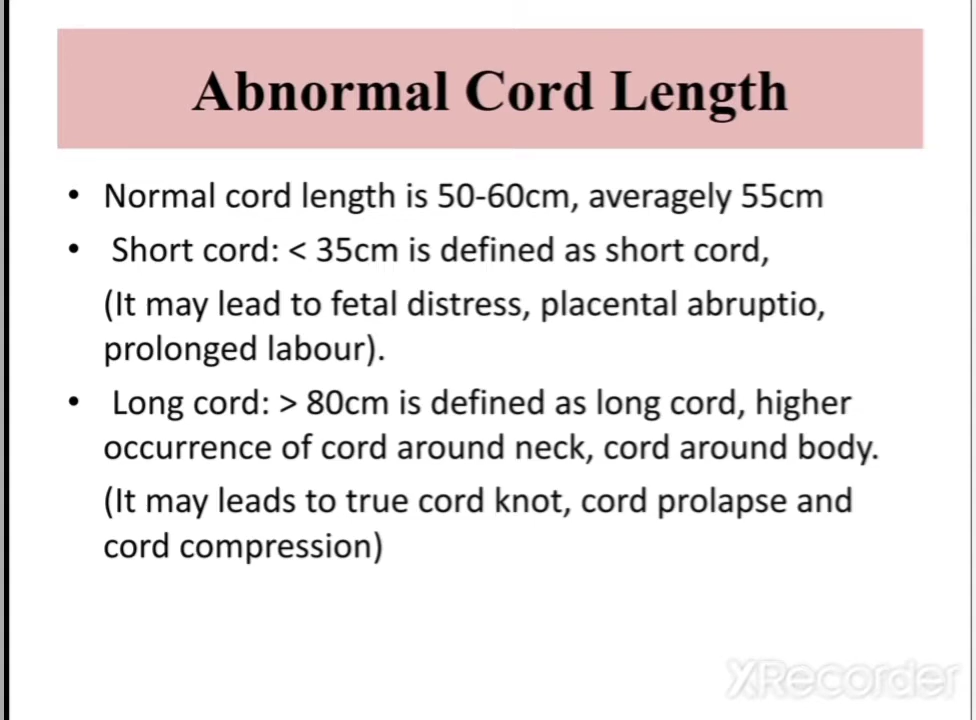 Abnormal Cord Length
• Normal cord length is 50-60cm, averagely 55cm
• Short cord: < 35cm is defined as short cord,
(It may lead to fetal distress, placental abruptio,
prolonged labour).
• Long cord: > 80cm is defined as long cord, higher
occurrence of cord around neck, cord around body.
(It may leads to true cord knot, cord prolapse and
cord compression)
XRecorder